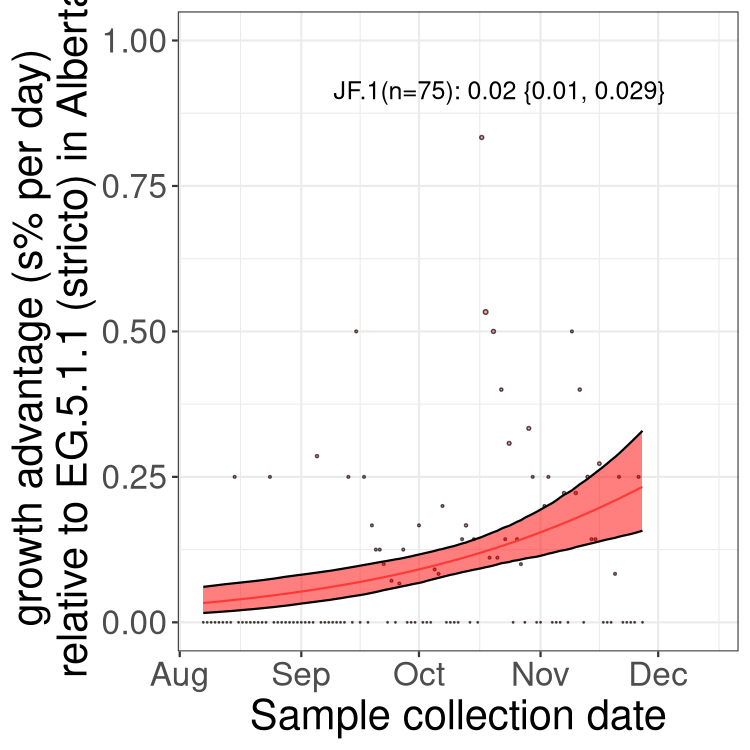 growth advantage (s% per day)
relative to EG.5.1.1 (stricto) in Alberta
1.00
0.75
0.50
0.25
0.00
JF.1(n=75): 0.02 {0.01, 0.029}
Aug Sep Oct Nov Dec
Sample collection date